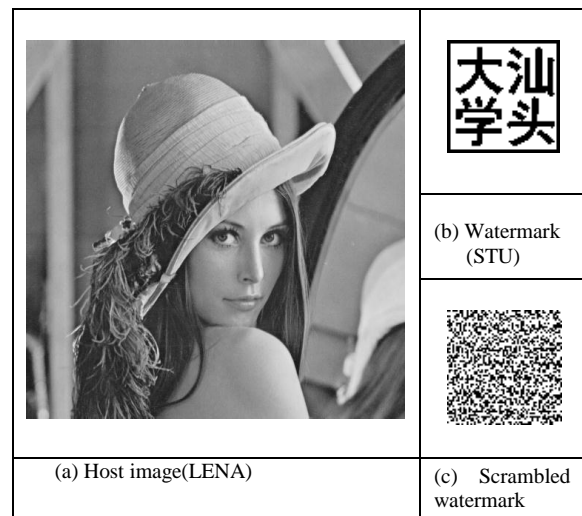 大汕
学头
(b) Watermark
(STU)
(a) Host image(LENA)
(c) Scrambled
watermark